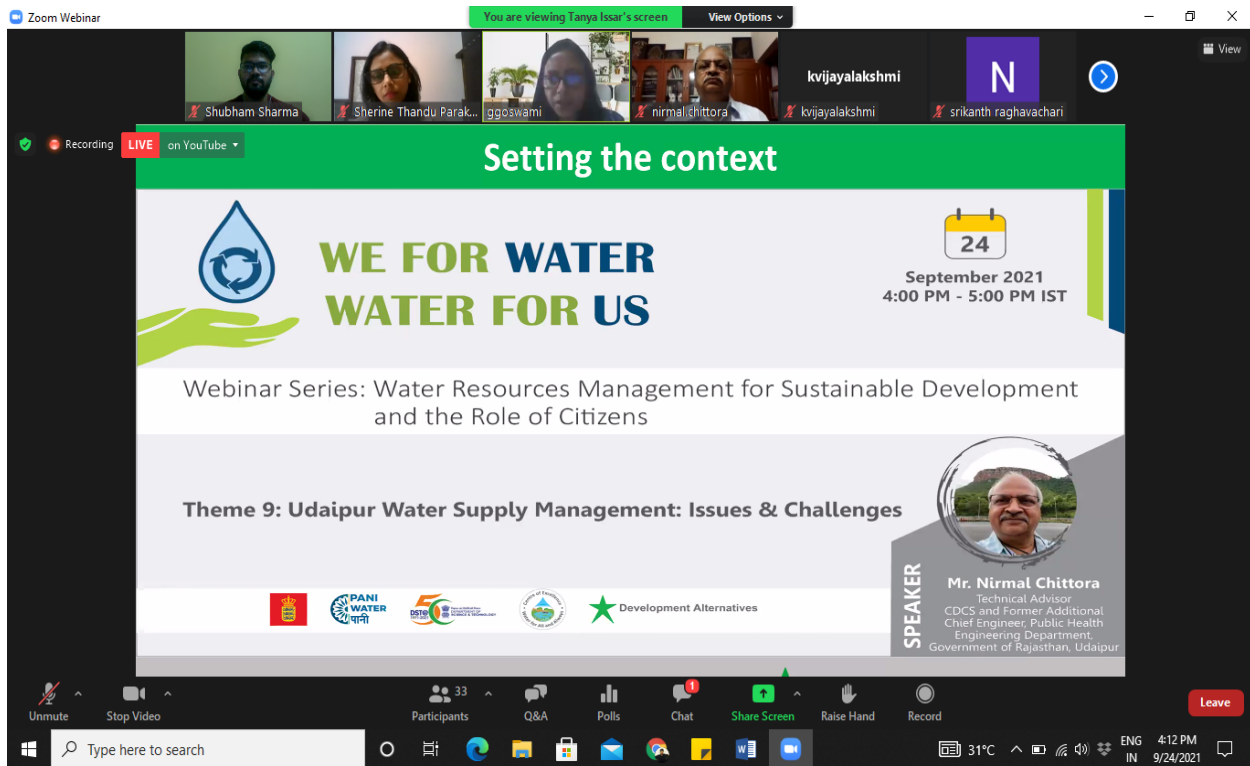 Zoom Webinar
You are viewing Tanya Issar's screen View Options
View
kvijayalakshmi
N
Shubham Sharma
Sherine Thandu Parak...
ggoswami
nirmal.chittora
kvijayalakshmi
srikanth raghavachari
Recording
LIVE on YouTube
Setting the context
WE FOR WATER
WATER FOR US
24
September 2021
4:00 PM - 5:00 PM IST
Webinar Series: Water Resources Management for Sustainable Development
and the Role of Citizens
Theme 9: Udaipur Water Supply Management: Issues & Challenges
SPEAKER
Mr. Nirmal Chittora
Technical Advisor
CDCS and Former Additional
Chief Engineer, Public Health
Engineering Department,
Government of Rajasthan, Udaipur
PANI
WATER
पानी
DST
Development Alternatives
Unmute
Stop Video
33
Participants
Q&A
Polls
1
Chat
Share Screen
Raise Hand
Record
Leave
Type here to search
31°C
ENG
IN
4:12 PM
9/24/2021